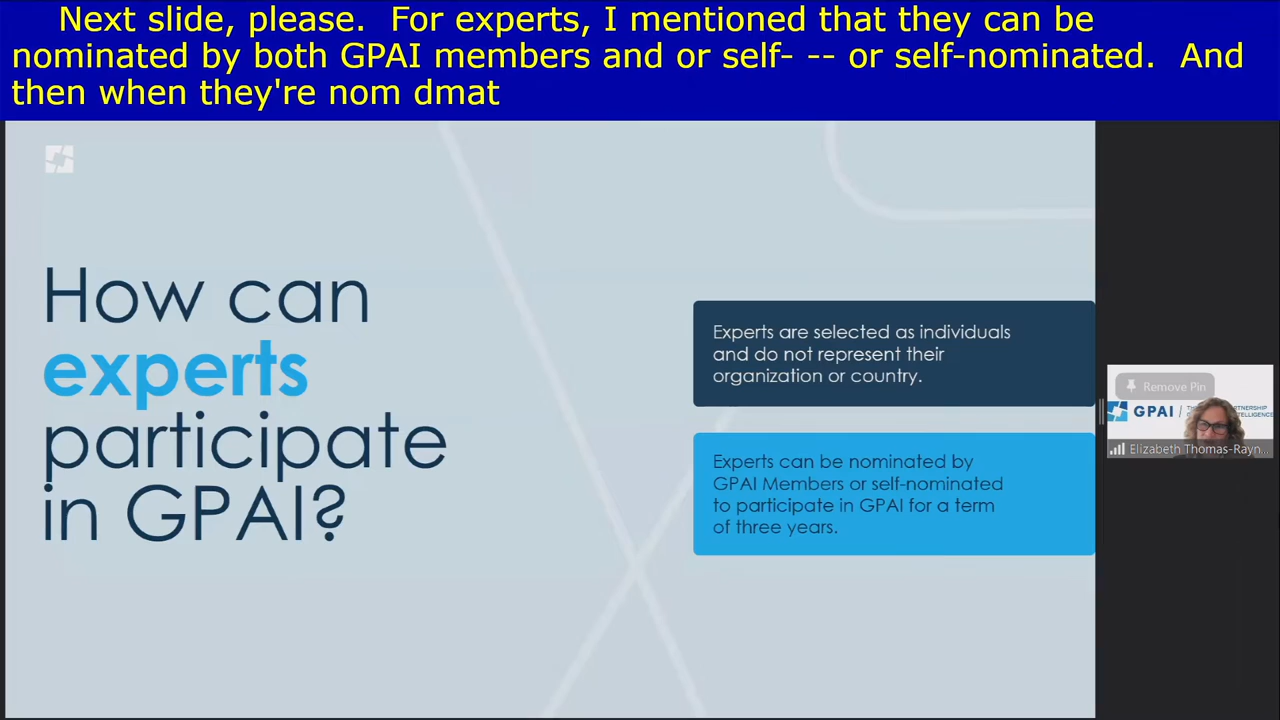 Next slide, please.  For experts, I mentioned that they can be
nominated by both GPAI members and or self- -- or self-nominated.  And
then when they're nom dmat
How can
experts
participate
in GPAI?
Experts are selected as individuals
and do not represent their
organization or country.
Experts can be nominated by
GPAI Members or self-nominated
to participate in GPAI for a term
of three years.
Remove Pin
GPAI /
Elizabeth Thomas-Rayn...